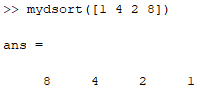 >> mydsort([1 4 2 8])
ans =
8 4 2 1